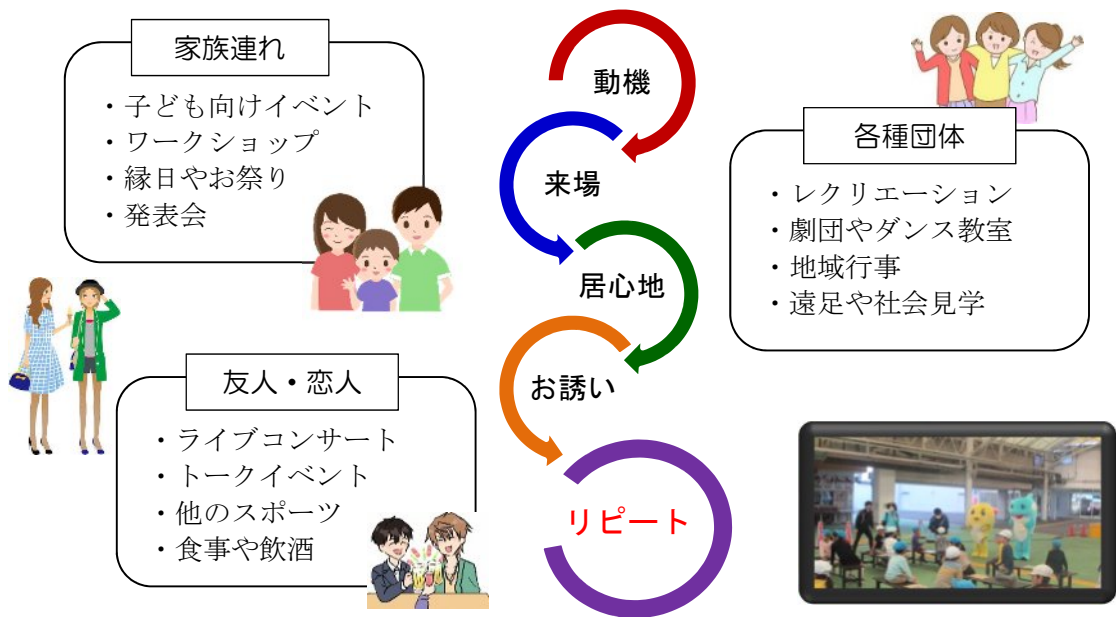 家族連れ
・子ども向けイベント
・ワークショップ
・縁日やお祭り
・発表会
友人・恋人
・ライブコンサート
・トークイベント
・他のスポーツ
・食事や飲酒
動機
来場
居心地
お誘い
リピート
各種団体
・レクリエーション
・劇団やダンス教室
・地域行事
・遠足や社会見学